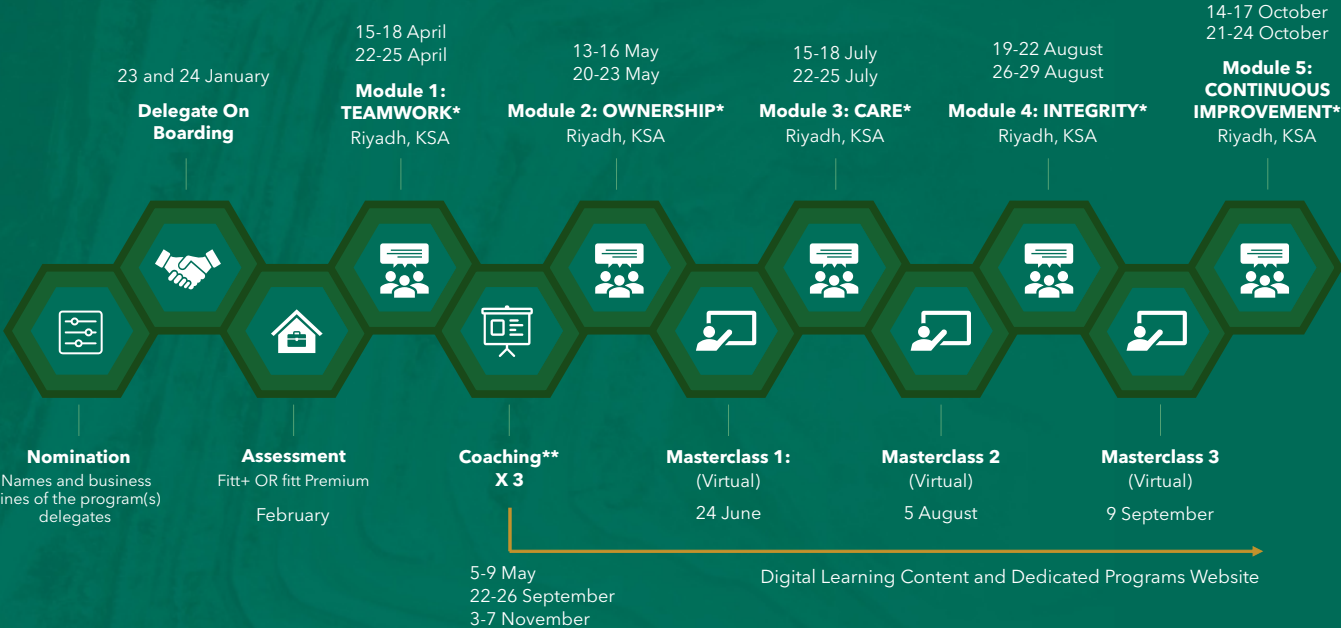 23 and 24 January
Delegate On
Boarding
15-18 April
22-25 April
Module 1:
TEAMWORK*
Riyadh, KSA
13-16 May
20-23 May
Module 2: OWNERSHIP*
Riyadh, KSA
15-18 July
22-25 July
Module 3: CARE*
Riyadh, KSA
19-22 August
26-29 August
Module 4: INTEGRITY*
Riyadh, KSA
14-17 October
21-24 October
Module 5:
CONTINUOUS
IMPROVEMENT*
Riyadh, KSA
Nomination
Names and business
ines of the program(s)
delegates
Assessment
Fitt+ OR fitt Premium
February
Coaching**
X 3
5-9 May
22-26 September
3-7 November
Masterclass 1:
(Virtual)
24 June
Masterclass 2
(Virtual)
5 August
Masterclass 3
(Virtual)
9 September
Digital Learning Content and Dedicated Programs Website